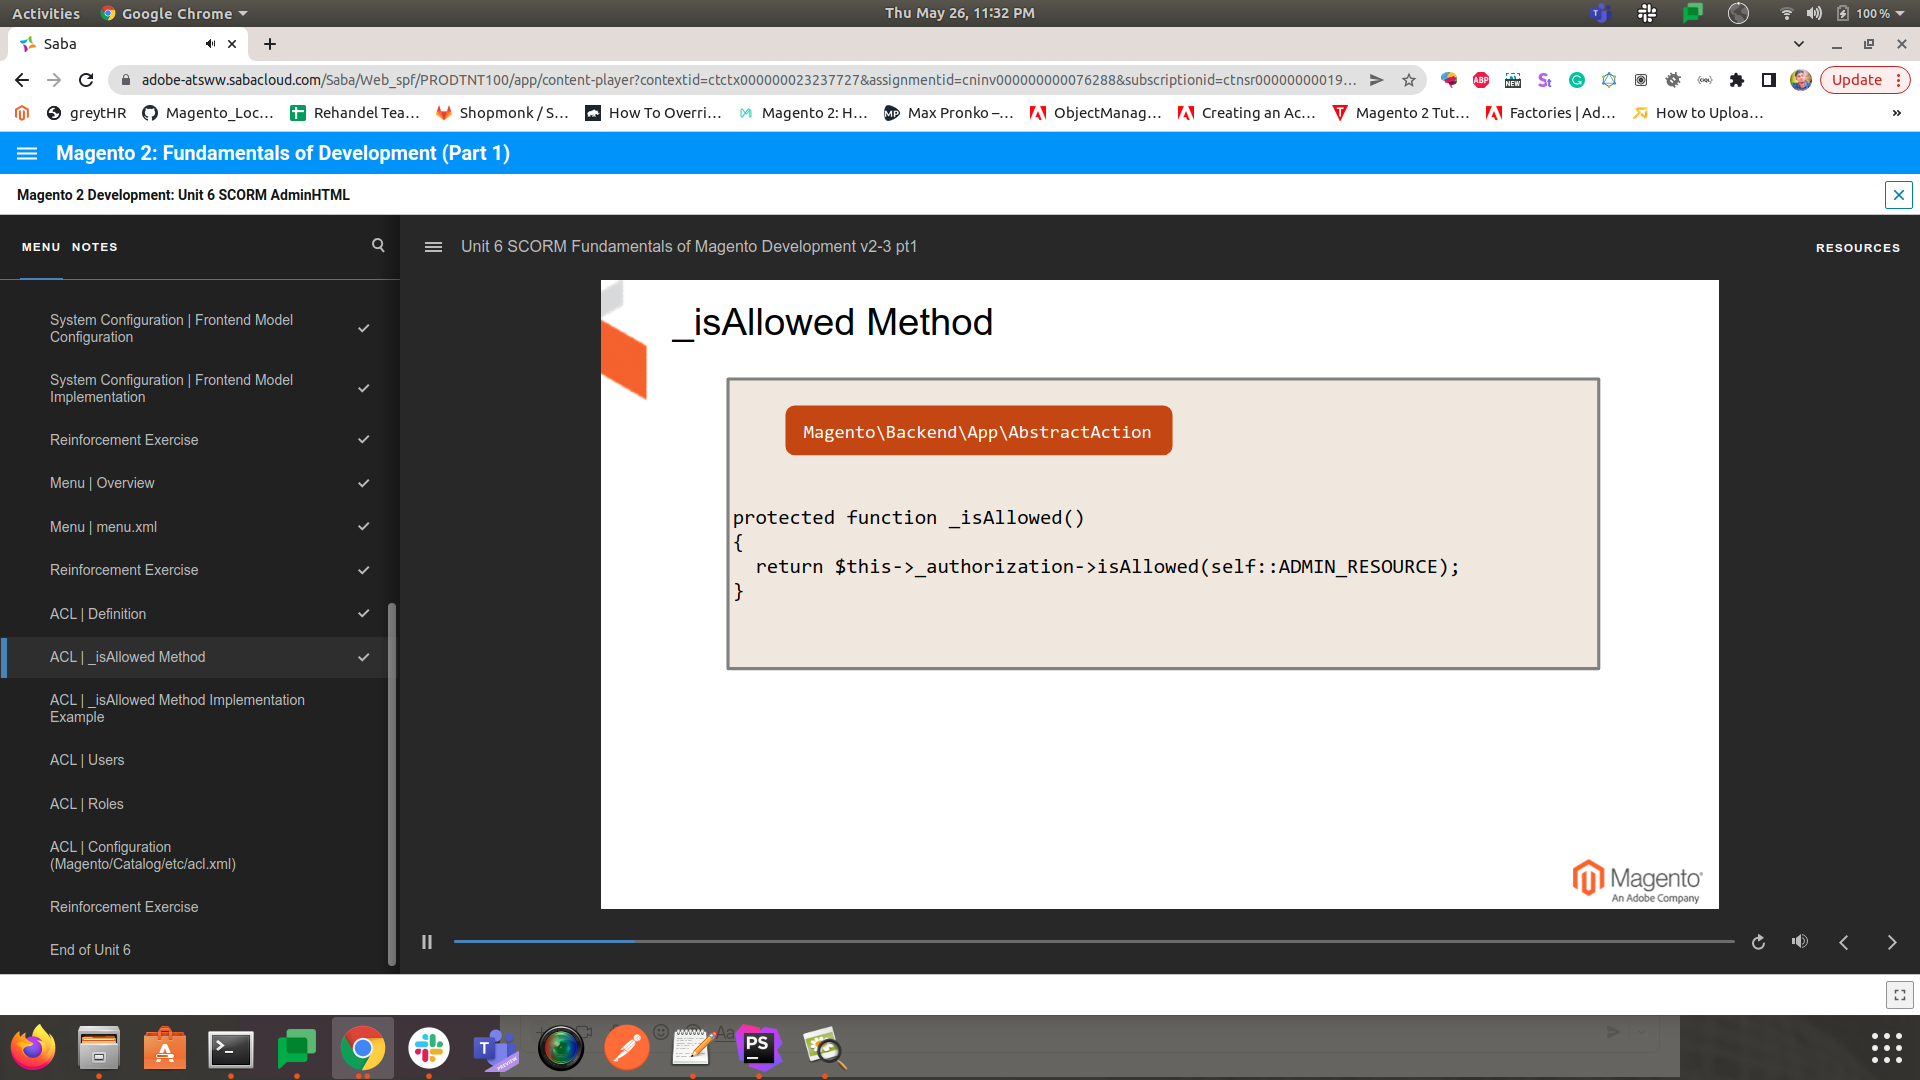 Activities Google Chrome Thu May 26, 11:32 PM 100 %
Saba
adobe-atsww.sabacloud.com/Saba/Web_spf/PRODTNT100/app/content-player?contextid=ctctx000000023237727&assignmentid=cninv000000000076288&subscriptionid=ctnsr00000000019... ABP NEW St Update
greyHR Magento_Loc... Rehandel Tea... Shopmonk / S... How To Overri... Magento 2: H... Max Pronko –... ObjectManag... Creating an Ac... Magento 2 Tut... Factories | Ad... How to Uploa... »
Magento 2: Fundamentals of Development (Part 1)
Magento 2 Development: Unit 6 SCORM AdminHTML
MENU NOTES
Unit 6 SCORM Fundamentals of Magento Development v2-3 pt1
RESOURCES
System Configuration | Frontend Model
Configuration
System Configuration | Frontend Model
Implementation
Reinforcement Exercise
Menu | Overview
Menu | menu.xml
Reinforcement Exercise
ACL | Definition
ACL | _isAllowed Method
ACL | _isAllowed Method Implementation
Example
ACL | Users
ACL | Roles
ACL | Configuration
(Magento/Catalog/etc/acl.xml)
Reinforcement Exercise
End of Unit 6
_isAllowed Method
Magento\Backend\App\AbstractAction
protected function _isAllowed()
{
return $this->_authorization->isAllowed(self::ADMIN_RESOURCE);
}
Magento
An Adobe Company
PS